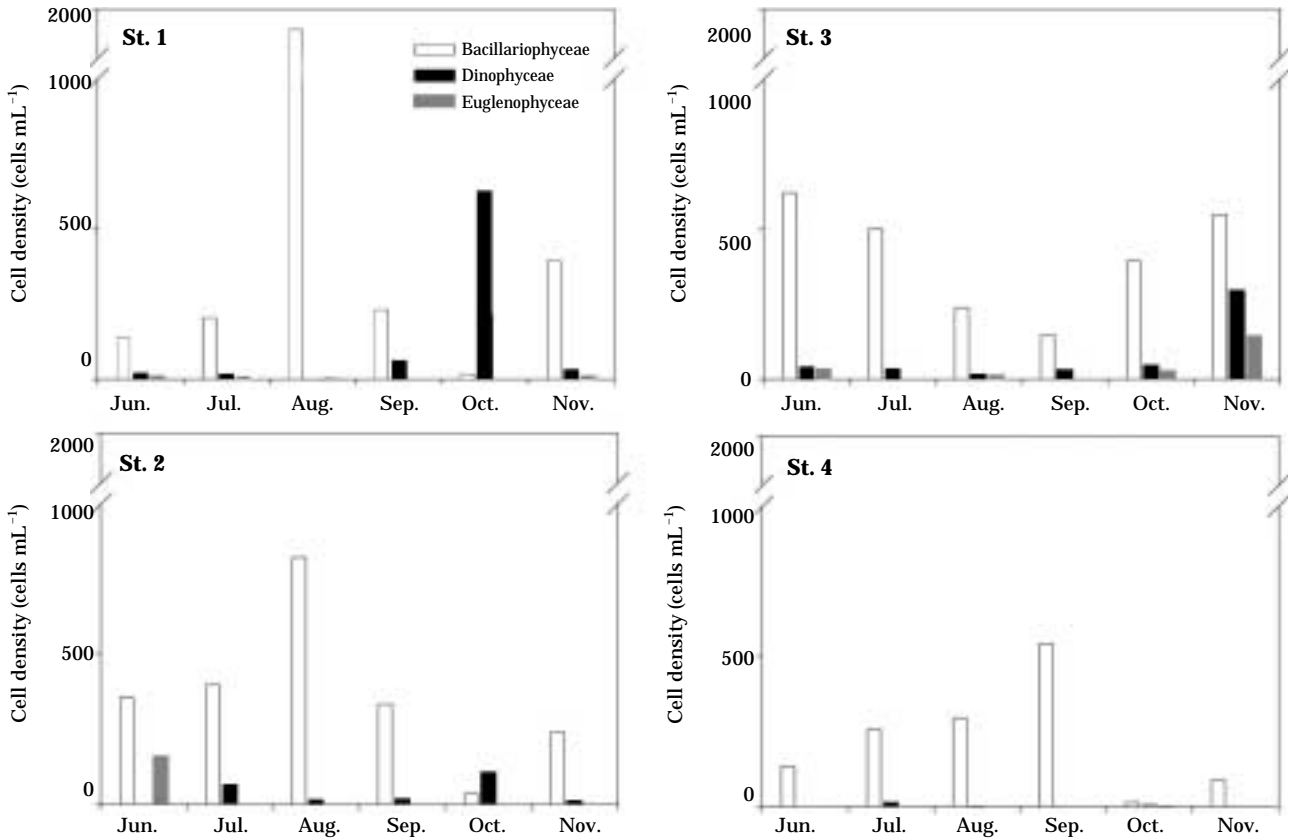 St. 1
Bacillariophyceae
Dinophyceae
Euglenophyceae
Cell density (cells mL⁻¹)
2000
1000
500
0
Jun. Jul. Aug. Sep. Oct. Nov.
St. 3
Cell density (cells mL⁻¹)
2000
1000
500
0
Jun. Jul. Aug. Sep. Oct. Nov.
St. 2
Cell density (cells mL⁻¹)
2000
1000
500
0
Jun. Jul. Aug. Sep. Oct. Nov.
St. 4
Cell density (cells mL⁻¹)
2000
1000
500
0
Jun. Jul. Aug. Sep. Oct. Nov.